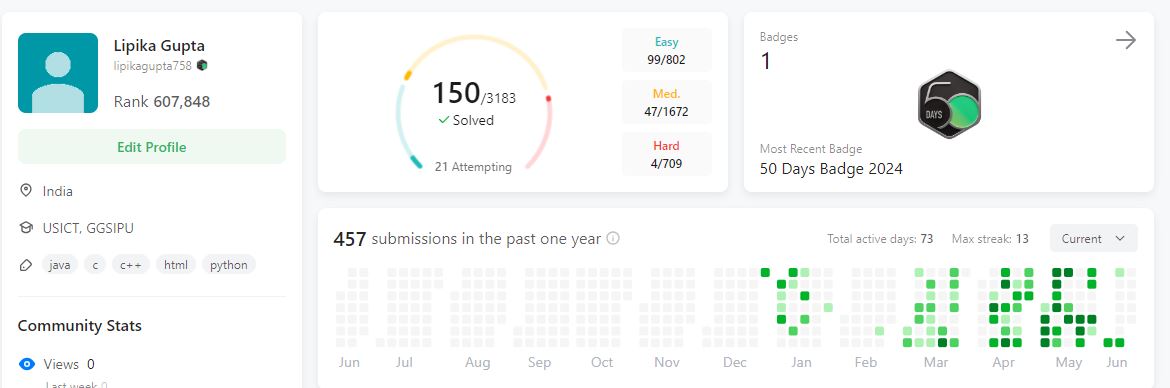 Lipika Gupta
lipikagupta758
Rank 607,848
Edit Profile
India
USICT, GGSIPU
java c c++ html python
Community Stats
Views 0
Last week 0
150/3183
Solved
21 Attempting
Easy
99/802
Med.
47/1672
Hard
4/709
Badges
1
50
DAYS
Most Recent Badge
50 Days Badge 2024
457 submissions in the past one year
Total active days: 73 Max streak: 13 Current
Jun Jul Aug Sep Oct Nov Dec Jan Feb Mar Apr May Jun